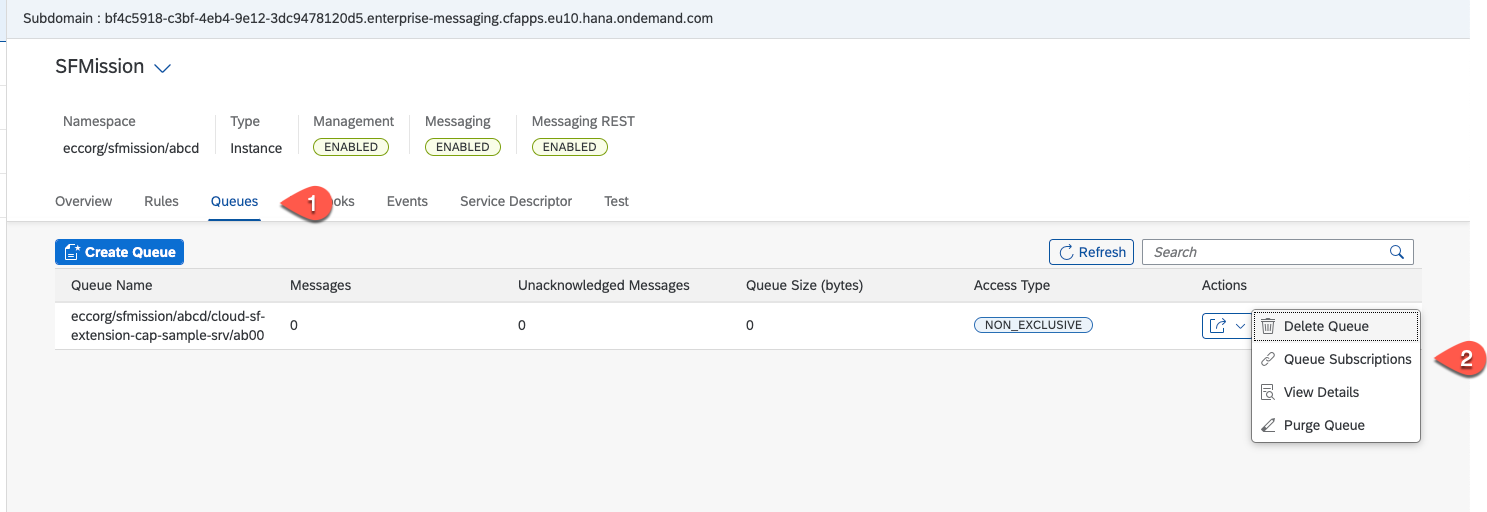 Subdomain : bf4c5918-c3bf-4eb4-9e12-3dc9478120d5.enterprise-messaging.cfapps.eu10.hana.ondemand.com
SFMission
Namespace Type Management Messaging Messaging REST
eccorg/sfmission/abcd Instance ENABLED ENABLED ENABLED
Overview Rules Queues 1 ooks Events Service Descriptor Test
Create Queue Refresh Search
Queue Name Messages Unacknowledged Messages Queue Size (bytes) Access Type Actions
eccorg/sfmission/abcd/cloud-sf-
extension-cap-sample-srv/ab00 0 0 0 NON_EXCLUSIVE
Delete Queue
Queue Subscriptions 2
View Details
Purge Queue